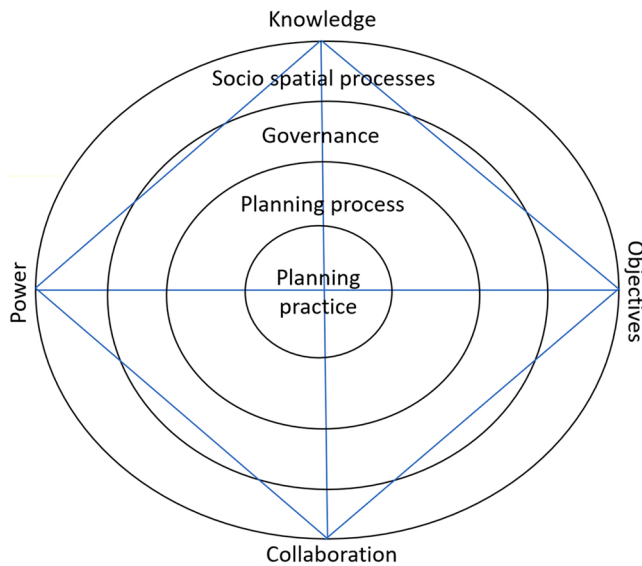 Knowledge
Socio spatial processes
Governance
Planning process
Planning
practice
Power
Objectives
Collaboration